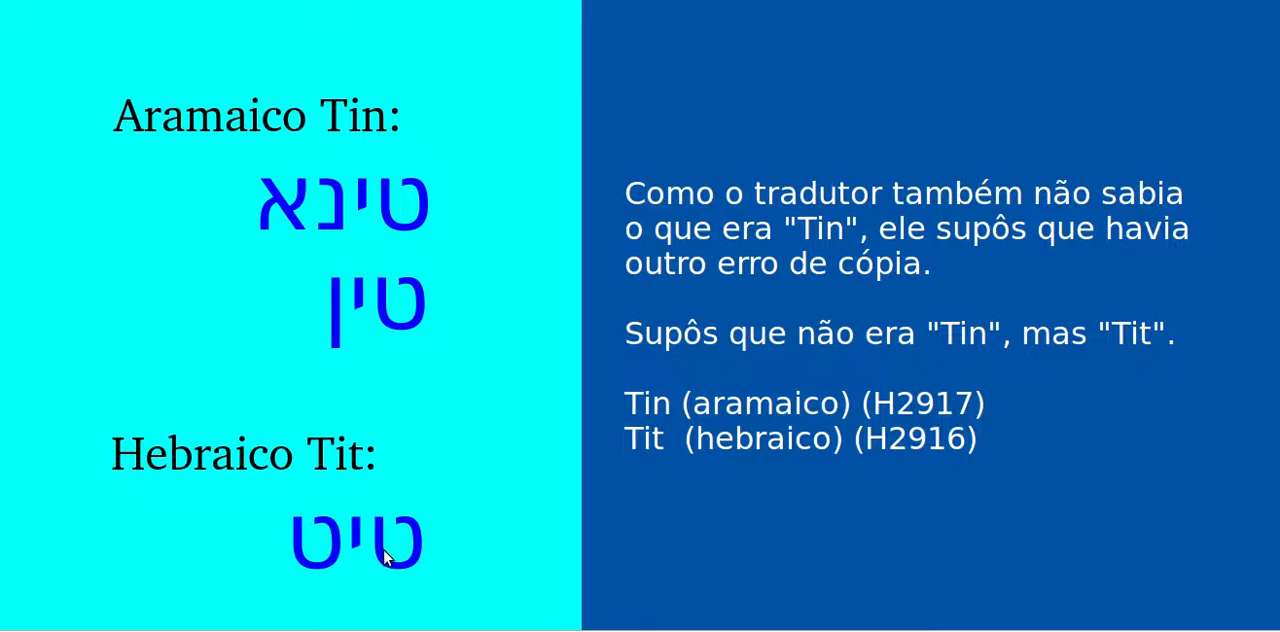 Aramaico Tin:
טינא
טין
Hebraico Tit:
טיט
Como o tradutor também não sabia
o que era "Tin", ele supôs que havia
outro erro de cópia.
Supôs que não era "Tin", mas "Tit".
Tin (aramaico) (H2917)
Tit  (hebraico) (H2916)